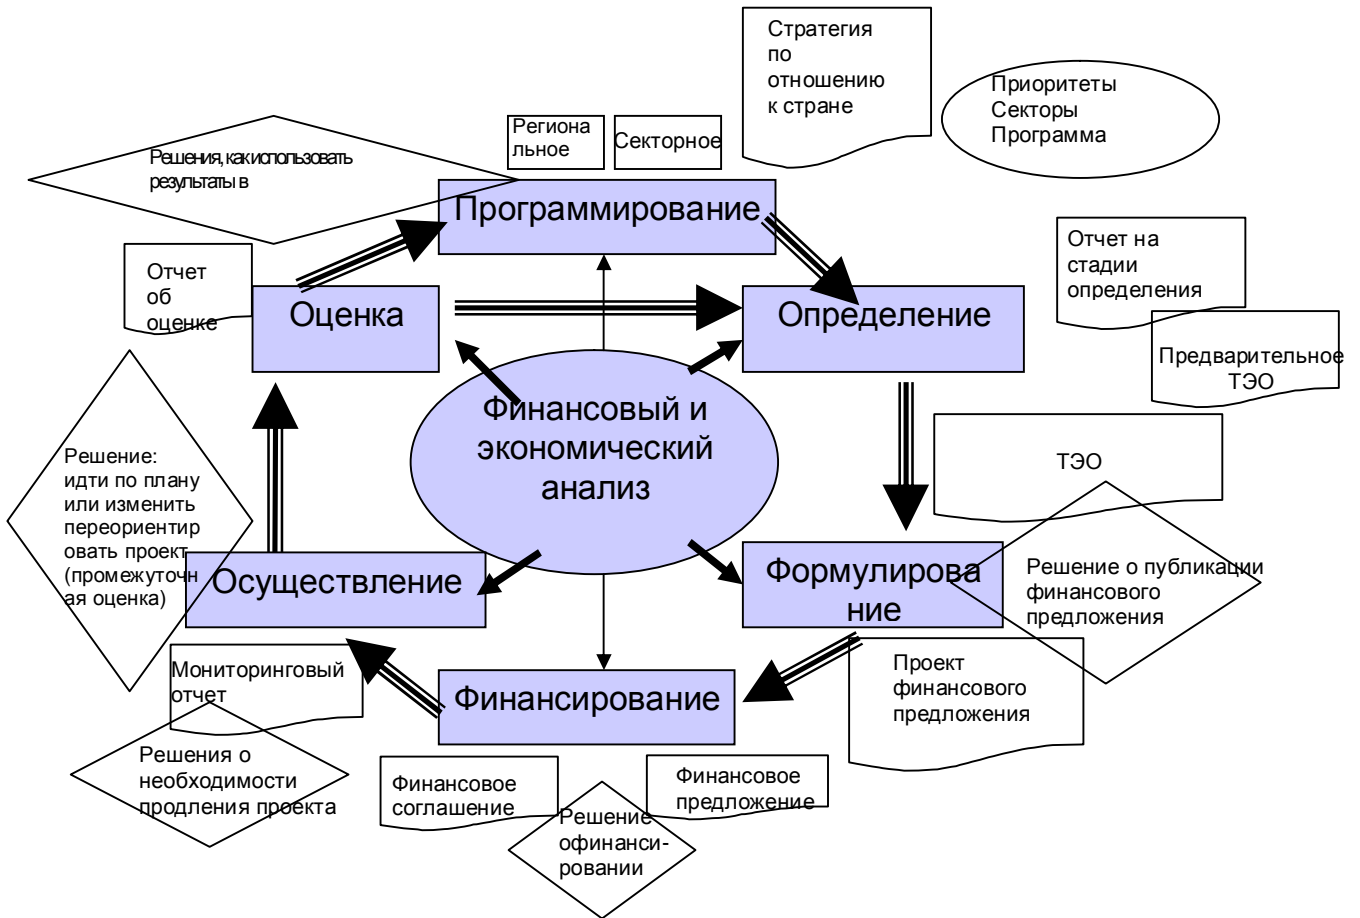 Стратегия
по
отношению
к стране
Приоритеты
Секторы
Программа
Региона
льное
Секторное
Решения, как использовать
результаты в
Программирование
Отчет на
стадии
определения
Отчет
об
оценке
Оценка
Определение
Предварительное
ТЭО
Финансовый и
экономический
анализ
ТЭО
Решение:
идти по плану
или изменить
переориентир
овать проект
(промежуточн
ая оценка)
Осуществление
Формулирова
ние
Решение о публикации
финансового
предложения
Мониторинговый
отчет
Финансирование
Проект
финансового
предложения
Решения о
необходимости
продления проекта
Финансовое
соглашение
Финансовое
предложение
Решение
офинанси-
ровании